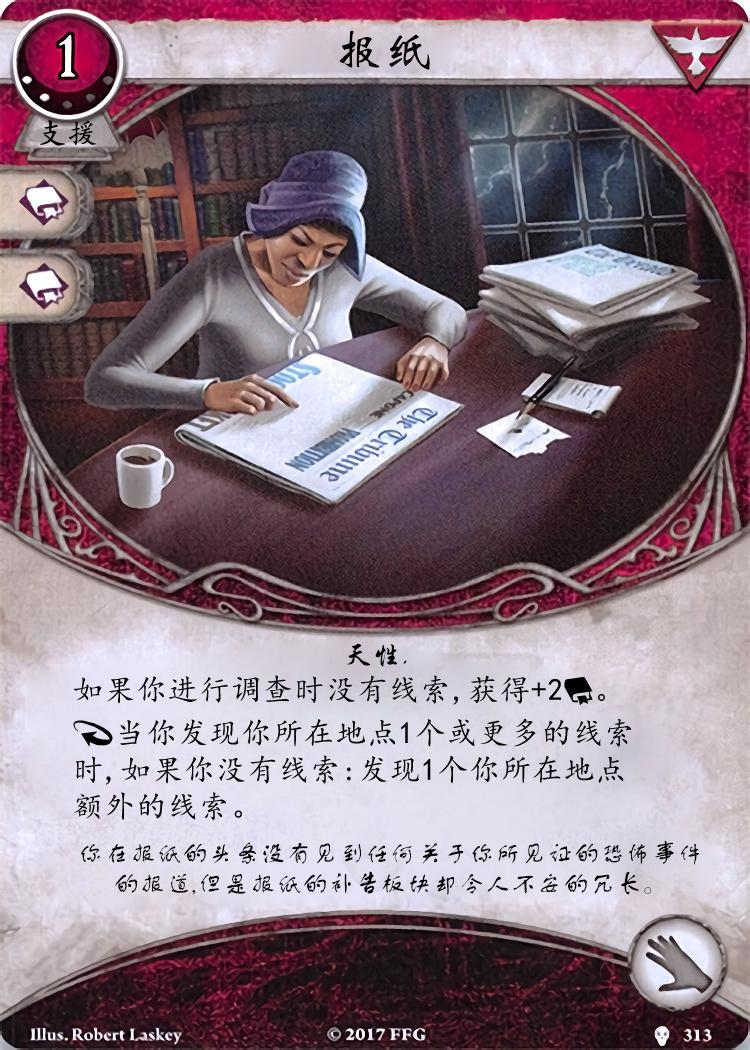 1
报纸
支援
The Tribune
天性.
如果你进行调查时没有线索,获得+2。
当你发现你所在地点1个或更多的线索
时,如果你没有线索:发现1个你所在地点
额外的线索。
你在报纸的头条没有见到任何关于你所见证的恐怖事件
的报道,但是报纸的补告板块却令人不安的冗长。
Illus. Robert Laskey
© 2017 FFG
313